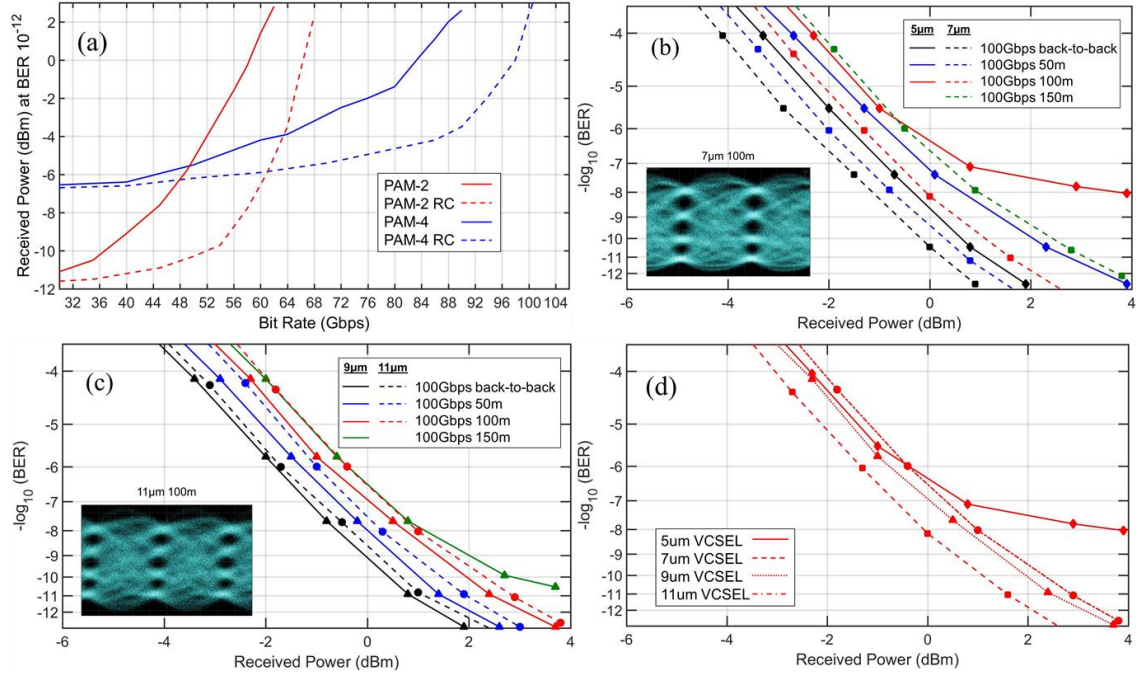 (a)
Received Power (dBm) at BER 10-12
2
0
-2
-4
-6
-8
-10
-12
32 36 40 44 48 52 56 60 64 68 72 76 80 84 88 92 96 100 104
Bit Rate (Gbps)
PAM-2
PAM-2 RC
PAM-4
PAM-4 RC
(b)
-log10 (BER)
-4
-5
-6
-7
-8
-9
-10
-11
-12
-6 -4 -2 0 2 4
Received Power (dBm)
5μm 7μm
100Gbps back-to-back
100Gbps 50m
100Gbps 100m
100Gbps 150m
7μm 100m
(c)
-log10 (BER)
-4
-5
-6
-7
-8
-9
-10
-11
-12
-6 -4 -2 0 2 4
Received Power (dBm)
9μm 11μm
100Gbps back-to-back
100Gbps 50m
100Gbps 100m
100Gbps 150m
11μm 100m
(d)
-log10 (BER)
-4
-5
-6
-7
-8
-9
-10
-11
-12
-6 -4 -2 0 2 4
Received Power (dBm)
5um VCSEL
7um VCSEL
9um VCSEL
11um VCSEL